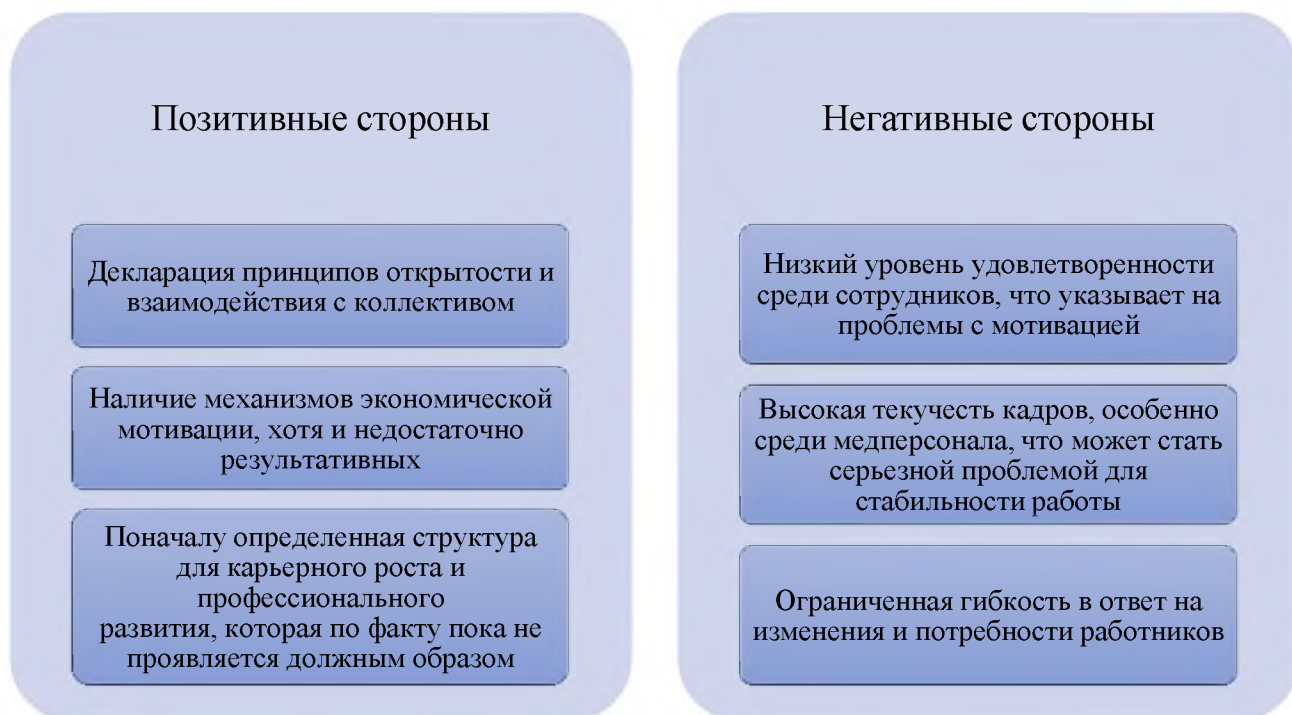 Позитивные стороны
Декларация принципов открытости и
взаимодействия с коллективом
Наличие механизмов экономической
мотивации, хотя и недостаточно
результативных
Поначалу определенная структура
для карьерного роста и
профессионального
развития, которая по факту пока не
проявляется должным образом
Негативные стороны
Низкий уровень удовлетворенности
среди сотрудников, что указывает на
проблемы с мотивацией
Высокая текучесть кадров, особенно
среди медперсонала, что может стать
серьезной проблемой для
стабильности работы
Ограниченная гибкость в ответ на
изменения и потребности работников